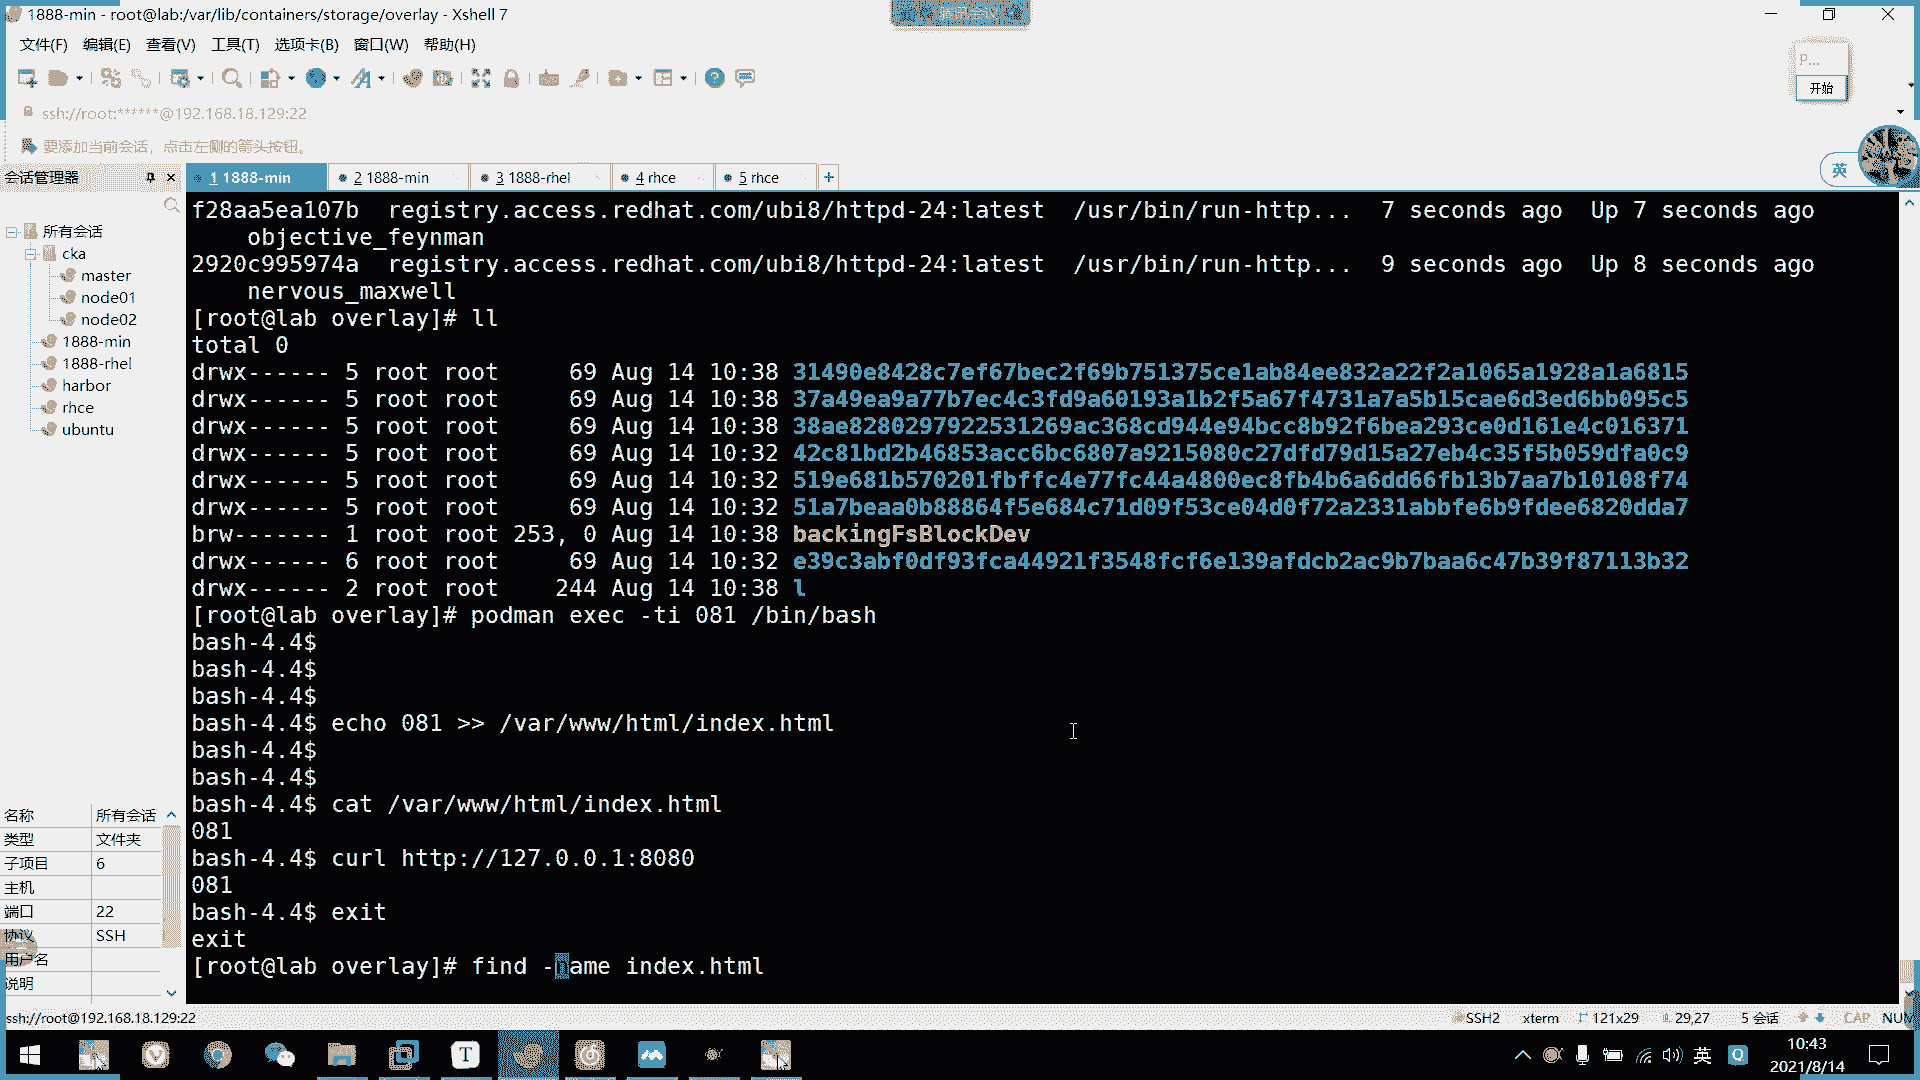 1888-min - root@lab:/var/lib/containers/storage/overlay - Xshell 7
文件(F) 编辑(E) 查看(V) 工具(T) 选项卡(B) 窗口(W) 帮助(H)
P...
开始
ssh://root:******@192.168.18.129:22
要添加当前会话，点击左侧的箭头按钮。
英
会话管理器
1 1888-min 2 1888-min 3 1888-rhel 4 rhce 5 rhce +
所有会话
cka
master
node01
node02
1888-min
1888-rhel
harbor
rhce
ubuntu
f28aa5ea107b registry.access.redhat.com/ubi8/httpd-24:latest /usr/bin/run-http... 7 seconds ago Up 7 seconds ago
objective_feynman
2920c995974a registry.access.redhat.com/ubi8/httpd-24:latest /usr/bin/run-http... 9 seconds ago Up 8 seconds ago
nervous_maxwell
[root@lab overlay]# ll
total 0
drwx------ 5 root root 69 Aug 14 10:38 31490e8428c7ef67bec2f69b751375ce1ab84ee832a22f2a1065a1928a1a6815
drwx------ 5 root root 69 Aug 14 10:38 37a49ea9a77b7ec4c3fd9a60193a1b2f5a67f4731a7a5b15cae6d3ed6bb095c5
drwx------ 5 root root 69 Aug 14 10:38 38ae8280297922531269ac368cd944e94bcc8b92f6bea293ce0d161e4c016371
drwx------ 5 root root 69 Aug 14 10:32 42c81bd2b46853acc6bc6807a9215080c27dfd79d15a27eb4c35f5b059dfa0c9
drwx------ 5 root root 69 Aug 14 10:32 519e681b570201fbffc4e77fc44a4800ec8fb4b6a6dd66fb13b7aa7b10108f74
drwx------ 5 root root 69 Aug 14 10:32 51a7beaa0b88864f5e684c71d09f53ce04d0f72a2331abbfe6b9fdee6820dda7
brw------- 1 root root 253, 0 Aug 14 10:38 backingFsBlockDev
drwx------ 6 root root 69 Aug 14 10:32 e39c3abf0df93fca44921f3548fcf6e139afdcb2ac9b7baa6c47b39f87113b32
drwx------ 2 root root 244 Aug 14 10:38 l
[root@lab overlay]# podman exec -ti 081 /bin/bash
bash-4.4$
bash-4.4$
bash-4.4$
bash-4.4$ echo 081 >> /var/www/html/index.html
bash-4.4$
bash-4.4$
bash-4.4$ cat /var/www/html/index.html
081
bash-4.4$ curl http://127.0.0.1:8080
081
bash-4.4$ exit
exit
[root@lab overlay]# find -name index.html
名称 所有会话
类型 文件夹
子项目 6
主机
端口 22
协议 SSH
用户名
说明
ssh://root@192.168.18.129:22
SSH2 xterm 121x29 29,27 5 会话 CAP NUM
英
10:43
2021/8/14